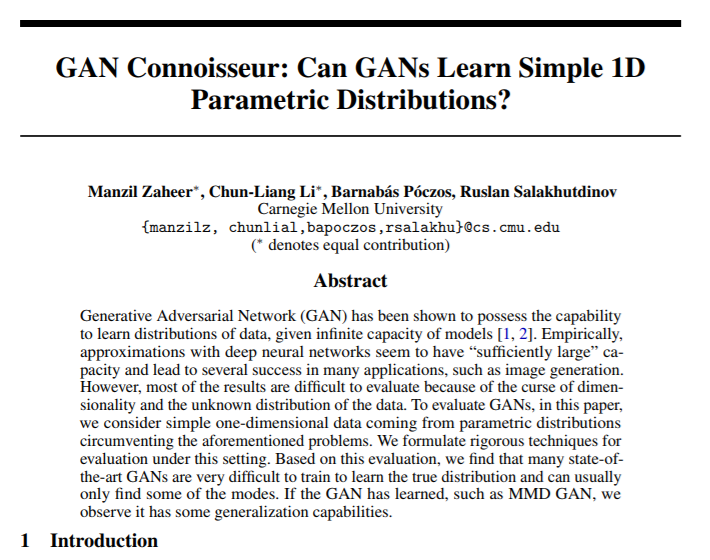 GAN Connoisseur: Can GANs Learn Simple 1D
Parametric Distributions?
Manzil Zaheer*, Chun-Liang Li*, Barnabás Póczos, Ruslan Salakhutdinov
Carnegie Mellon University
{manzilz, chunlial,bapoczos,rsalakhu}@cs.cmu.edu
(* denotes equal contribution)
Abstract
Generative Adversarial Network (GAN) has been shown to possess the capability
to learn distributions of data, given infinite capacity of models [1, 2]. Empirically,
approximations with deep neural networks seem to have “sufficiently large” ca-
pacity and lead to several success in many applications, such as image generation.
However, most of the results are difficult to evaluate because of the curse of dimen-
sionality and the unknown distribution of the data. To evaluate GANs, in this paper,
we consider simple one-dimensional data coming from parametric distributions
circumventing the aforementioned problems. We formulate rigorous techniques for
evaluation under this setting. Based on this evaluation, we find that many state-of-
the-art GANs are very difficult to train to learn the true distribution and can usually
only find some of the modes. If the GAN has learned, such as MMD GAN, we
observe it has some generalization capabilities.
1 Introduction